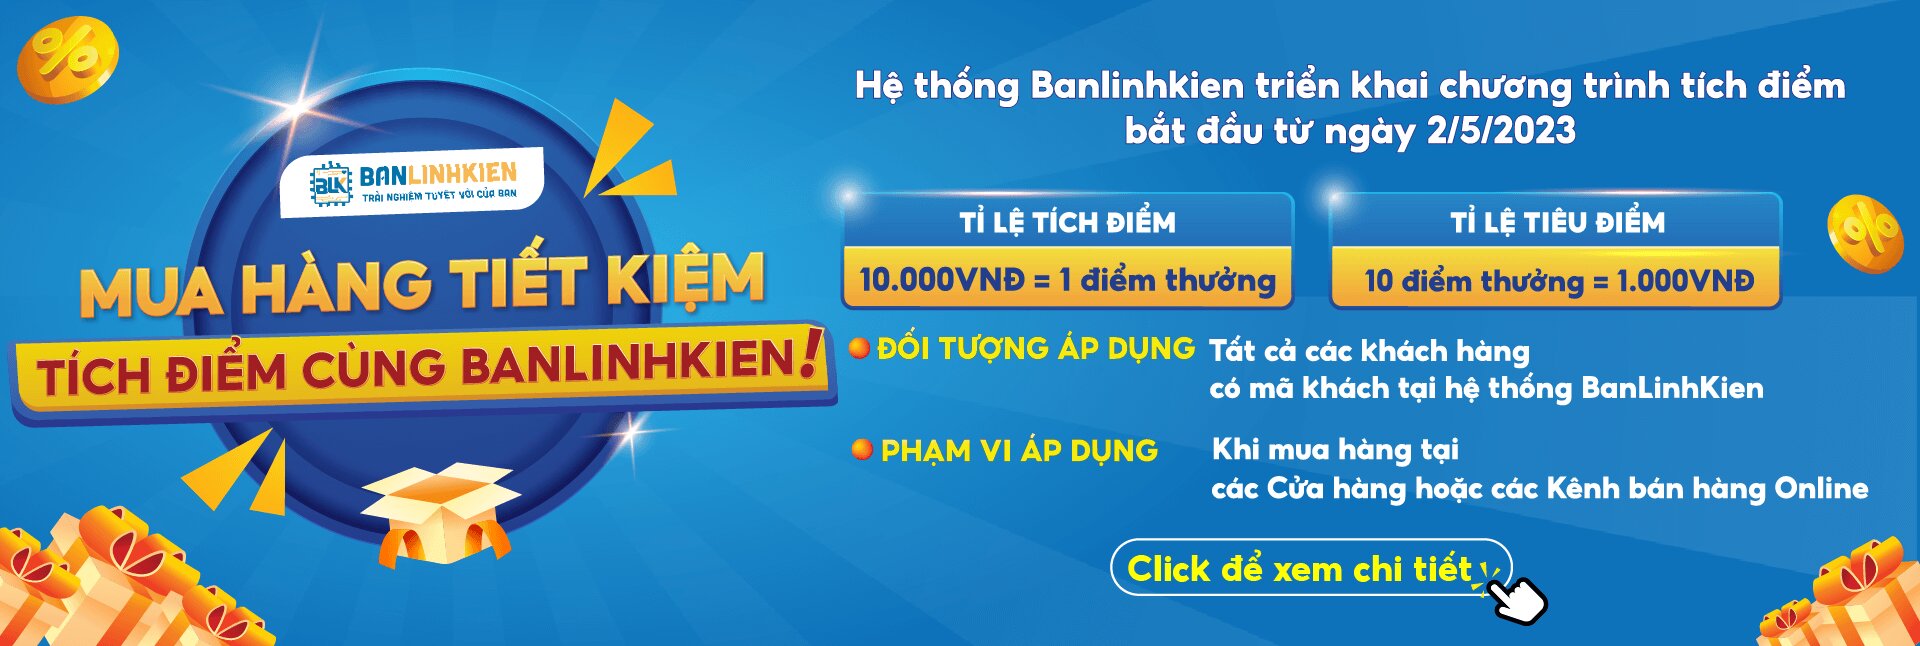 BLK
BANLINHKIEN
TRẢI NGHIỆM TUYỆT VỜI CỦA BẠN
MUA HÀNG TIẾT KIỆM
TÍCH ĐIỂM CÙNG BANLINHKIEN!
Hệ thống Banlinhkien triển khai chương trình tích điểm
bắt đầu từ ngày 2/5/2023
TỈ LỆ TÍCH ĐIỂM
10.000VNĐ = 1 điểm thưởng
TỈ LỆ TIÊU ĐIỂM
10 điểm thưởng = 1.000VNĐ
ĐỐI TƯỢNG ÁP DỤNG Tất cả các khách hàng
có mã khách tại hệ thống BanLinhKien
PHẠM VI ÁP DỤNG Khi mua hàng tại
các Cửa hàng hoặc các Kênh bán hàng Online
Click để xem chi tiết
%
%